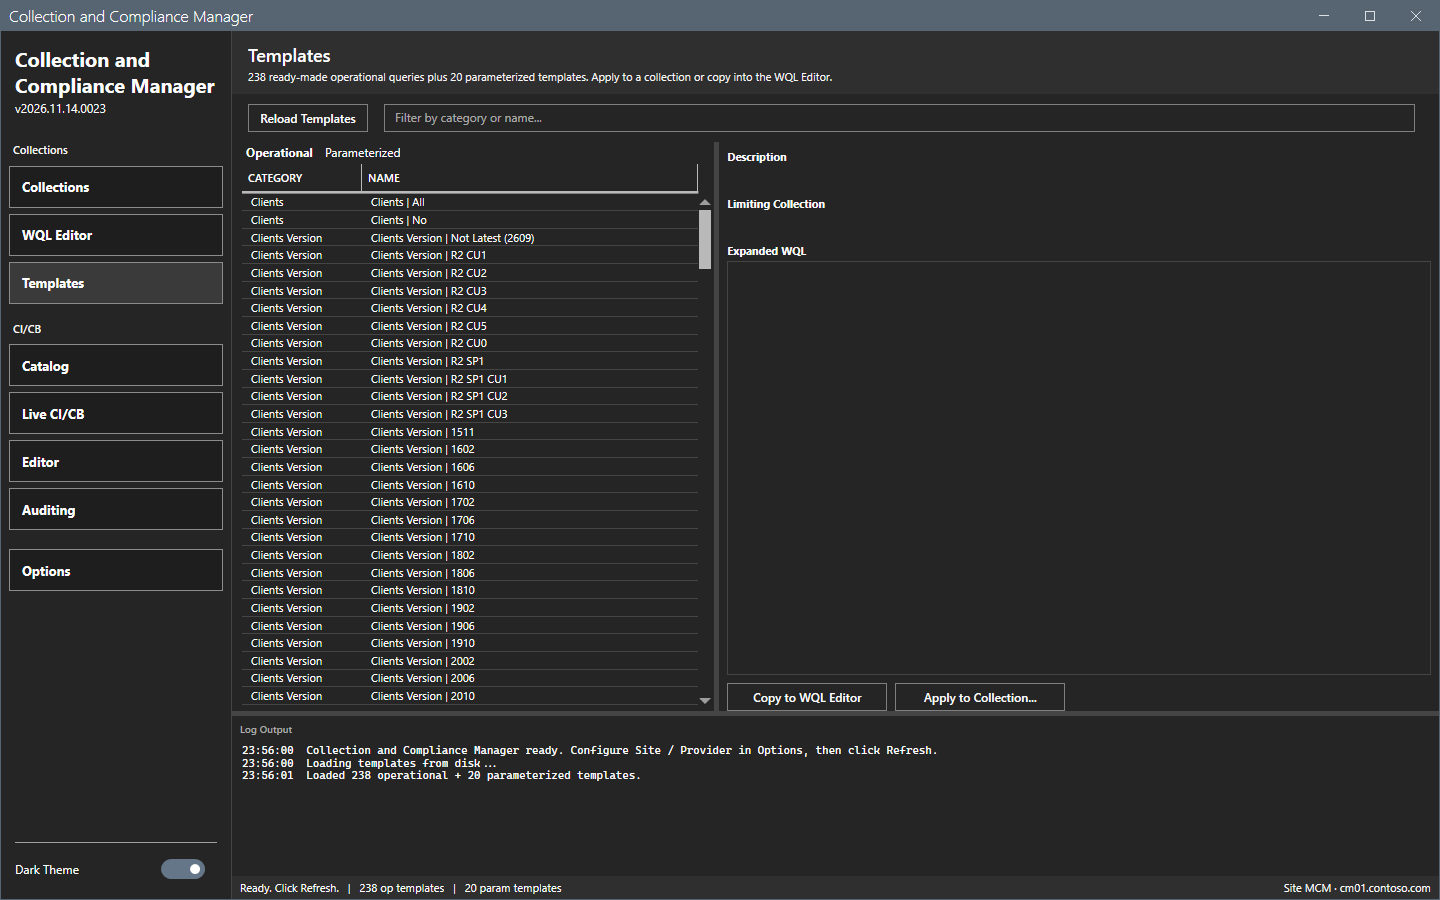 Collection and Compliance Manager
Collection and
Compliance Manager
v2026.11.14.0023
Collections
Collections
WQL Editor
Templates
CI/CB
Catalog
Live CI/CB
Editor
Auditing
Options
Dark Theme
Templates
238 ready-made operational queries plus 20 parameterized templates. Apply to a collection or copy into the WQL Editor.
Reload Templates
Filter by category or name...
Operational Parameterized
CATEGORY NAME
Clients Clients | All
Clients Clients | No
Clients Version Clients Version | Not Latest (2609)
Clients Version Clients Version | R2 CU1
Clients Version Clients Version | R2 CU2
Clients Version Clients Version | R2 CU3
Clients Version Clients Version | R2 CU4
Clients Version Clients Version | R2 CU5
Clients Version Clients Version | R2 CU0
Clients Version Clients Version | R2 SP1
Clients Version Clients Version | R2 SP1 CU1
Clients Version Clients Version | R2 SP1 CU2
Clients Version Clients Version | R2 SP1 CU3
Clients Version Clients Version | 1511
Clients Version Clients Version | 1602
Clients Version Clients Version | 1606
Clients Version Clients Version | 1610
Clients Version Clients Version | 1702
Clients Version Clients Version | 1706
Clients Version Clients Version | 1710
Clients Version Clients Version | 1802
Clients Version Clients Version | 1806
Clients Version Clients Version | 1810
Clients Version Clients Version | 1902
Clients Version Clients Version | 1906
Clients Version Clients Version | 1910
Clients Version Clients Version | 2002
Clients Version Clients Version | 2006
Clients Version Clients Version | 2010
Description
Limiting Collection
Expanded WQL
Copy to WQL Editor
Apply to Collection...
Log Output
23:56:00 Collection and Compliance Manager ready. Configure Site / Provider in Options, then click Refresh.
23:56:00 Loading templates from disk...
23:56:01 Loaded 238 operational + 20 parameterized templates.
Ready. Click Refresh. | 238 op templates | 20 param templates
Site MCM · cm01.contoso.com